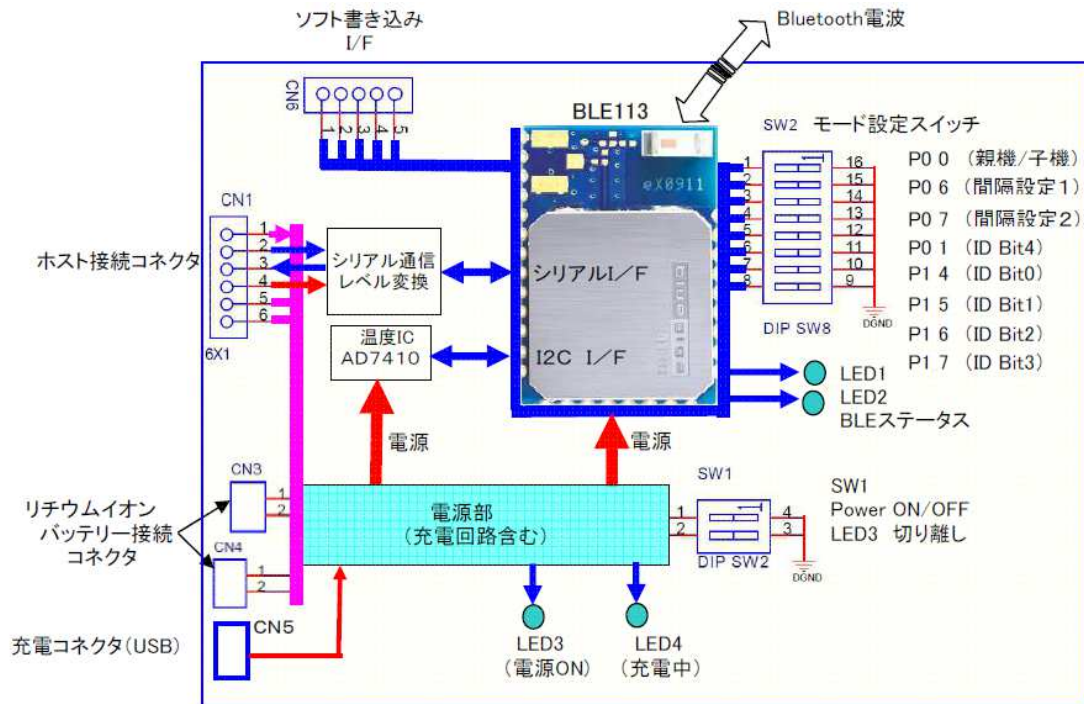 ソフト書き込み
I/F
Bluetooth電波
CN6
1 2 3 4 5
BLE113
eX0911
SW2 モード設定スイッチ
1 16
2 15
3 14
4 13
5 12
6 11
7 10
8 9
DGND
DIP SW8
P0 0 (親機/子機)
P0 6 (間隔設定1)
P0 7 (間隔設定2)
P0 1 (ID Bit4)
P1 4 (ID Bit0)
P1 5 (ID Bit1)
P1 6 (ID Bit2)
P1 7 (ID Bit3)
CN1
1
2
3
4
5
6
6X1
ホスト接続コネクタ
シリアル通信
レベル変換
シリアルI/F
温度IC
AD7410
I2C I/F
LED1
LED2
BLEステータス
電源
電源
CN3
1
2
リチウムイオン
バッテリー接続
コネクタ
CN4
1
2
電源部
(充電回路含む)
SW1
1 4
2 3
DIP SW2
DGND
SW1
Power ON/OFF
LED3 切り離し
充電コネクタ(USB)
CN5
LED3
(電源ON)
LED4
(充電中)